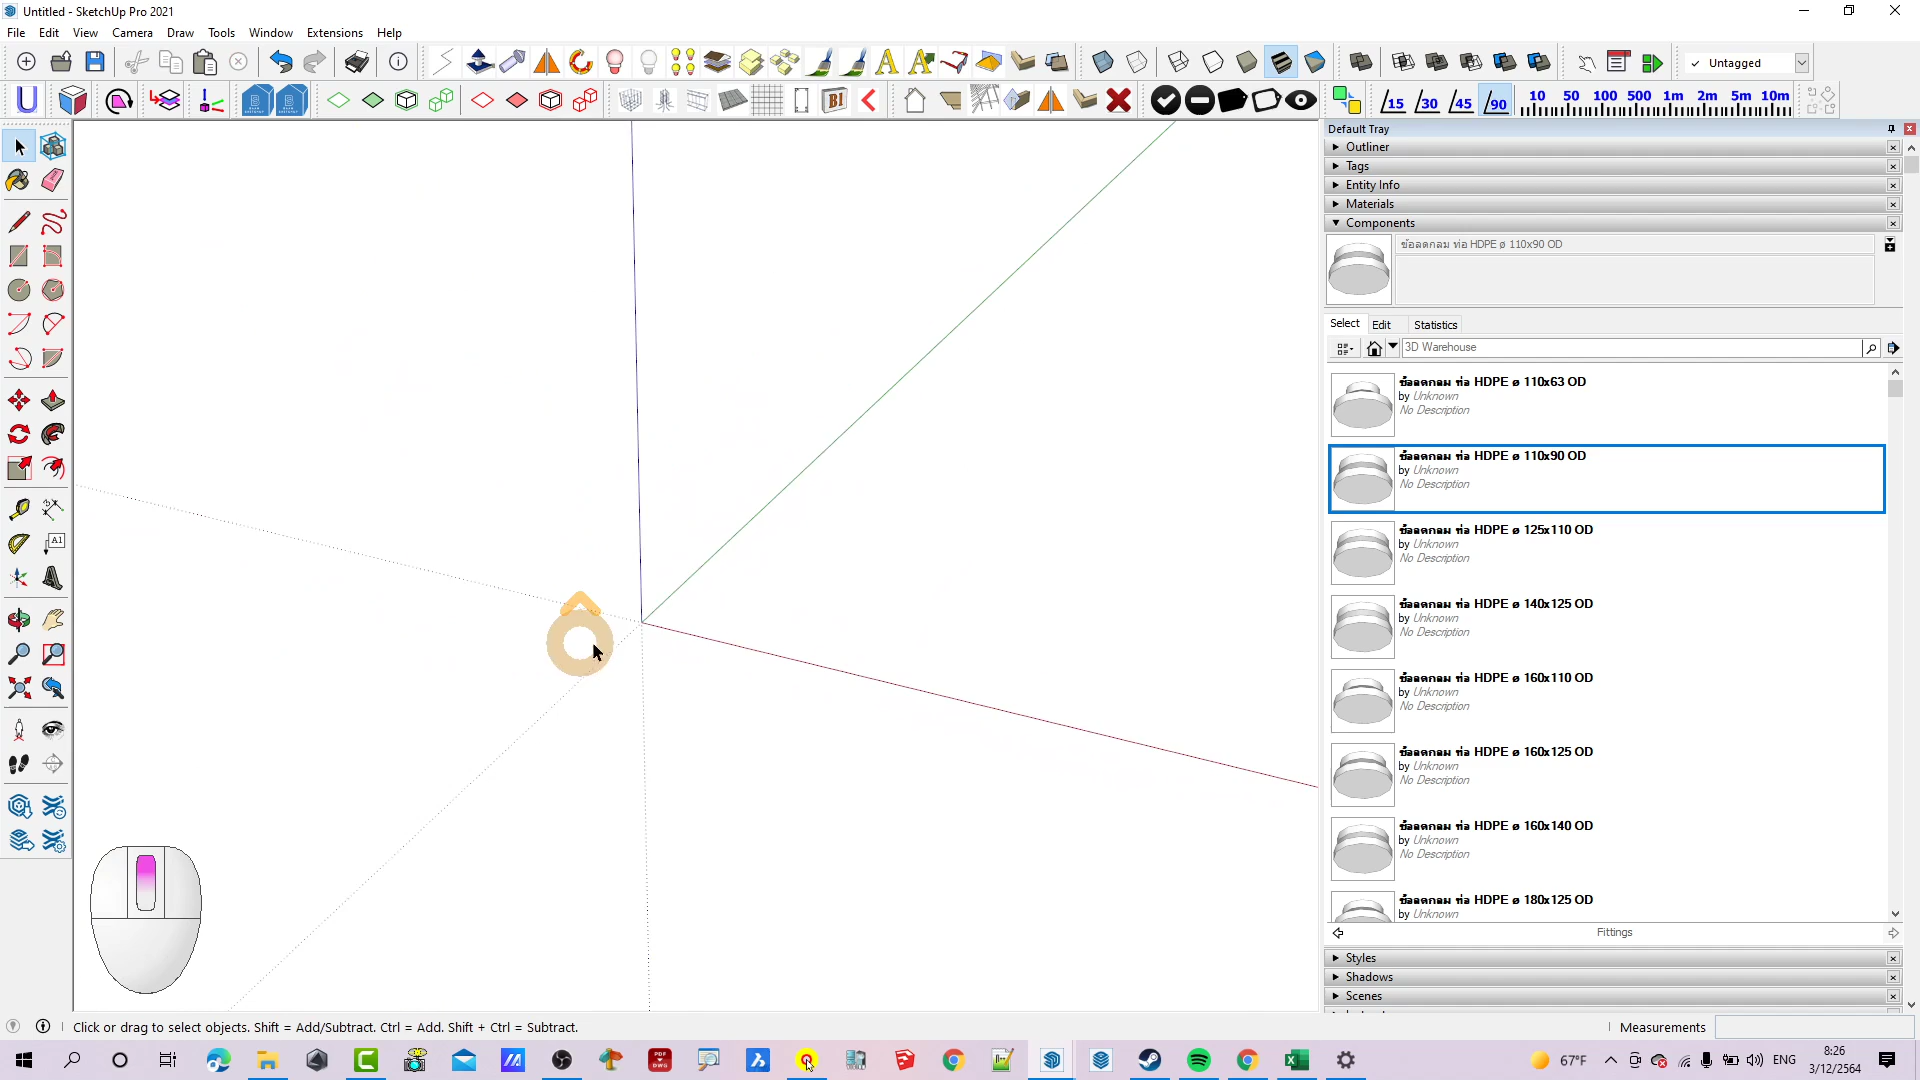 Untitled - SketchUp Pro 2021
File Edit View Camera Draw Tools Window Extensions Help
Untagged
U BI 15 30 45 90 10 50 100 500 1m 2m 5m 10m
Default Tray
Outliner
Tags
Entity Info
Materials
Components
ข้อลดกลม ท่อ HDPE ø 110x90 OD
Select Edit Statistics
3D Warehouse
ข้อลดกลม ท่อ HDPE ø 110x63 OD
by Unknown
No Description
ข้อลดกลม ท่อ HDPE ø 110x90 OD
by Unknown
No Description
ข้อลดกลม ท่อ HDPE ø 125x110 OD
by Unknown
No Description
ข้อลดกลม ท่อ HDPE ø 140x125 OD
by Unknown
No Description
ข้อลดกลม ท่อ HDPE ø 160x110 OD
by Unknown
No Description
ข้อลดกลม ท่อ HDPE ø 160x125 OD
by Unknown
No Description
ข้อลดกลม ท่อ HDPE ø 160x140 OD
by Unknown
No Description
ข้อลดกลม ท่อ HDPE ø 180x125 OD
by Unknown
Fittings
Styles
Shadows
Scenes
Click or drag to select objects. Shift = Add/Subtract. Ctrl = Add. Shift + Ctrl = Subtract.
Measurements
67°F
ENG
8:26
3/12/2564